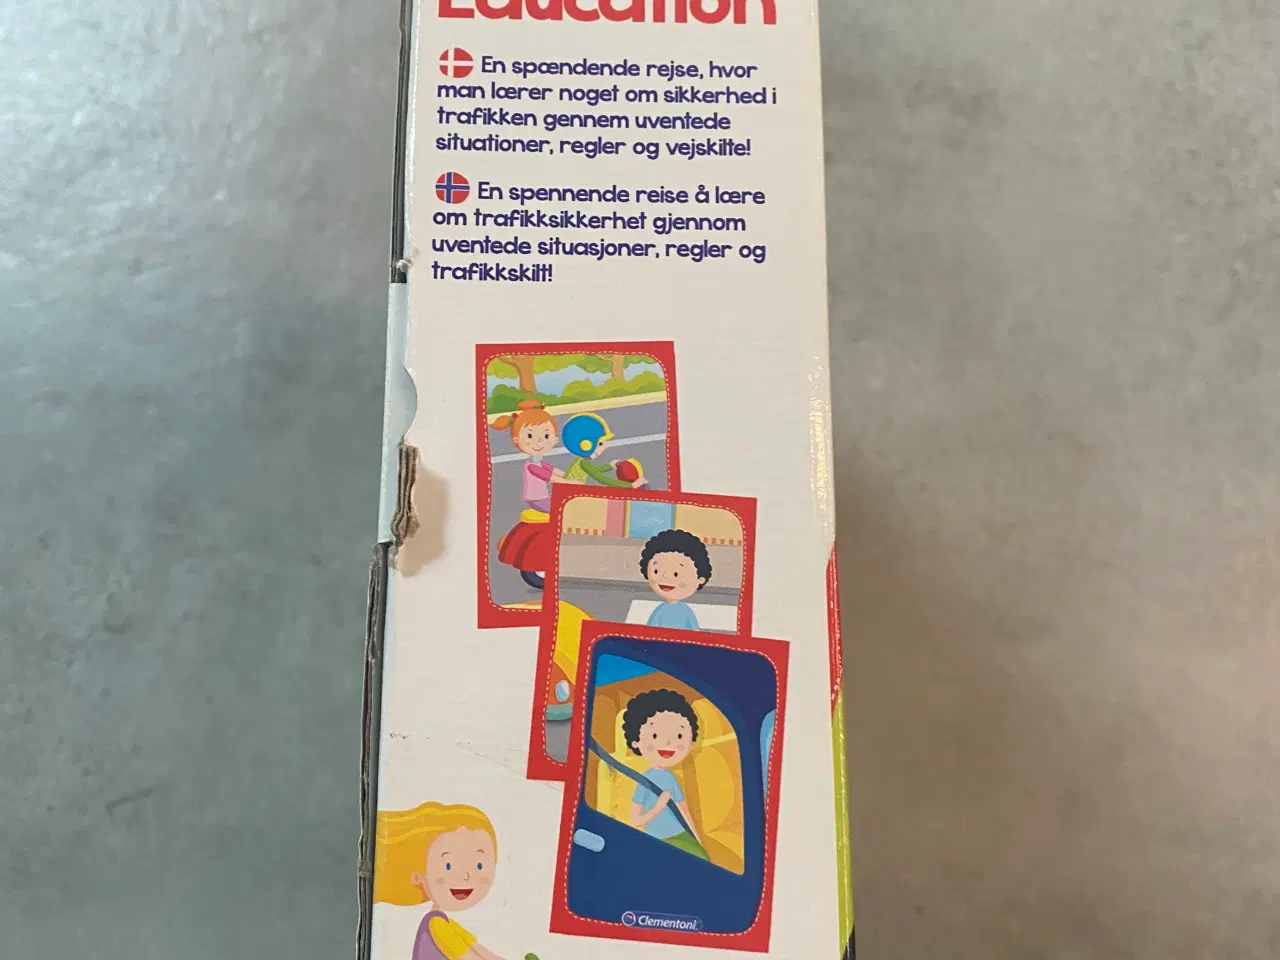 Education
En spændende rejse, hvor
man lærer noget om sikkerhed i
trafikken gennem uventede
situationer, regler og vejskilte!
En spennende reise å lære
om trafikksikkerhet gjennom
uventede situasjoner, regler og
trafikkskilt!
Clementoni